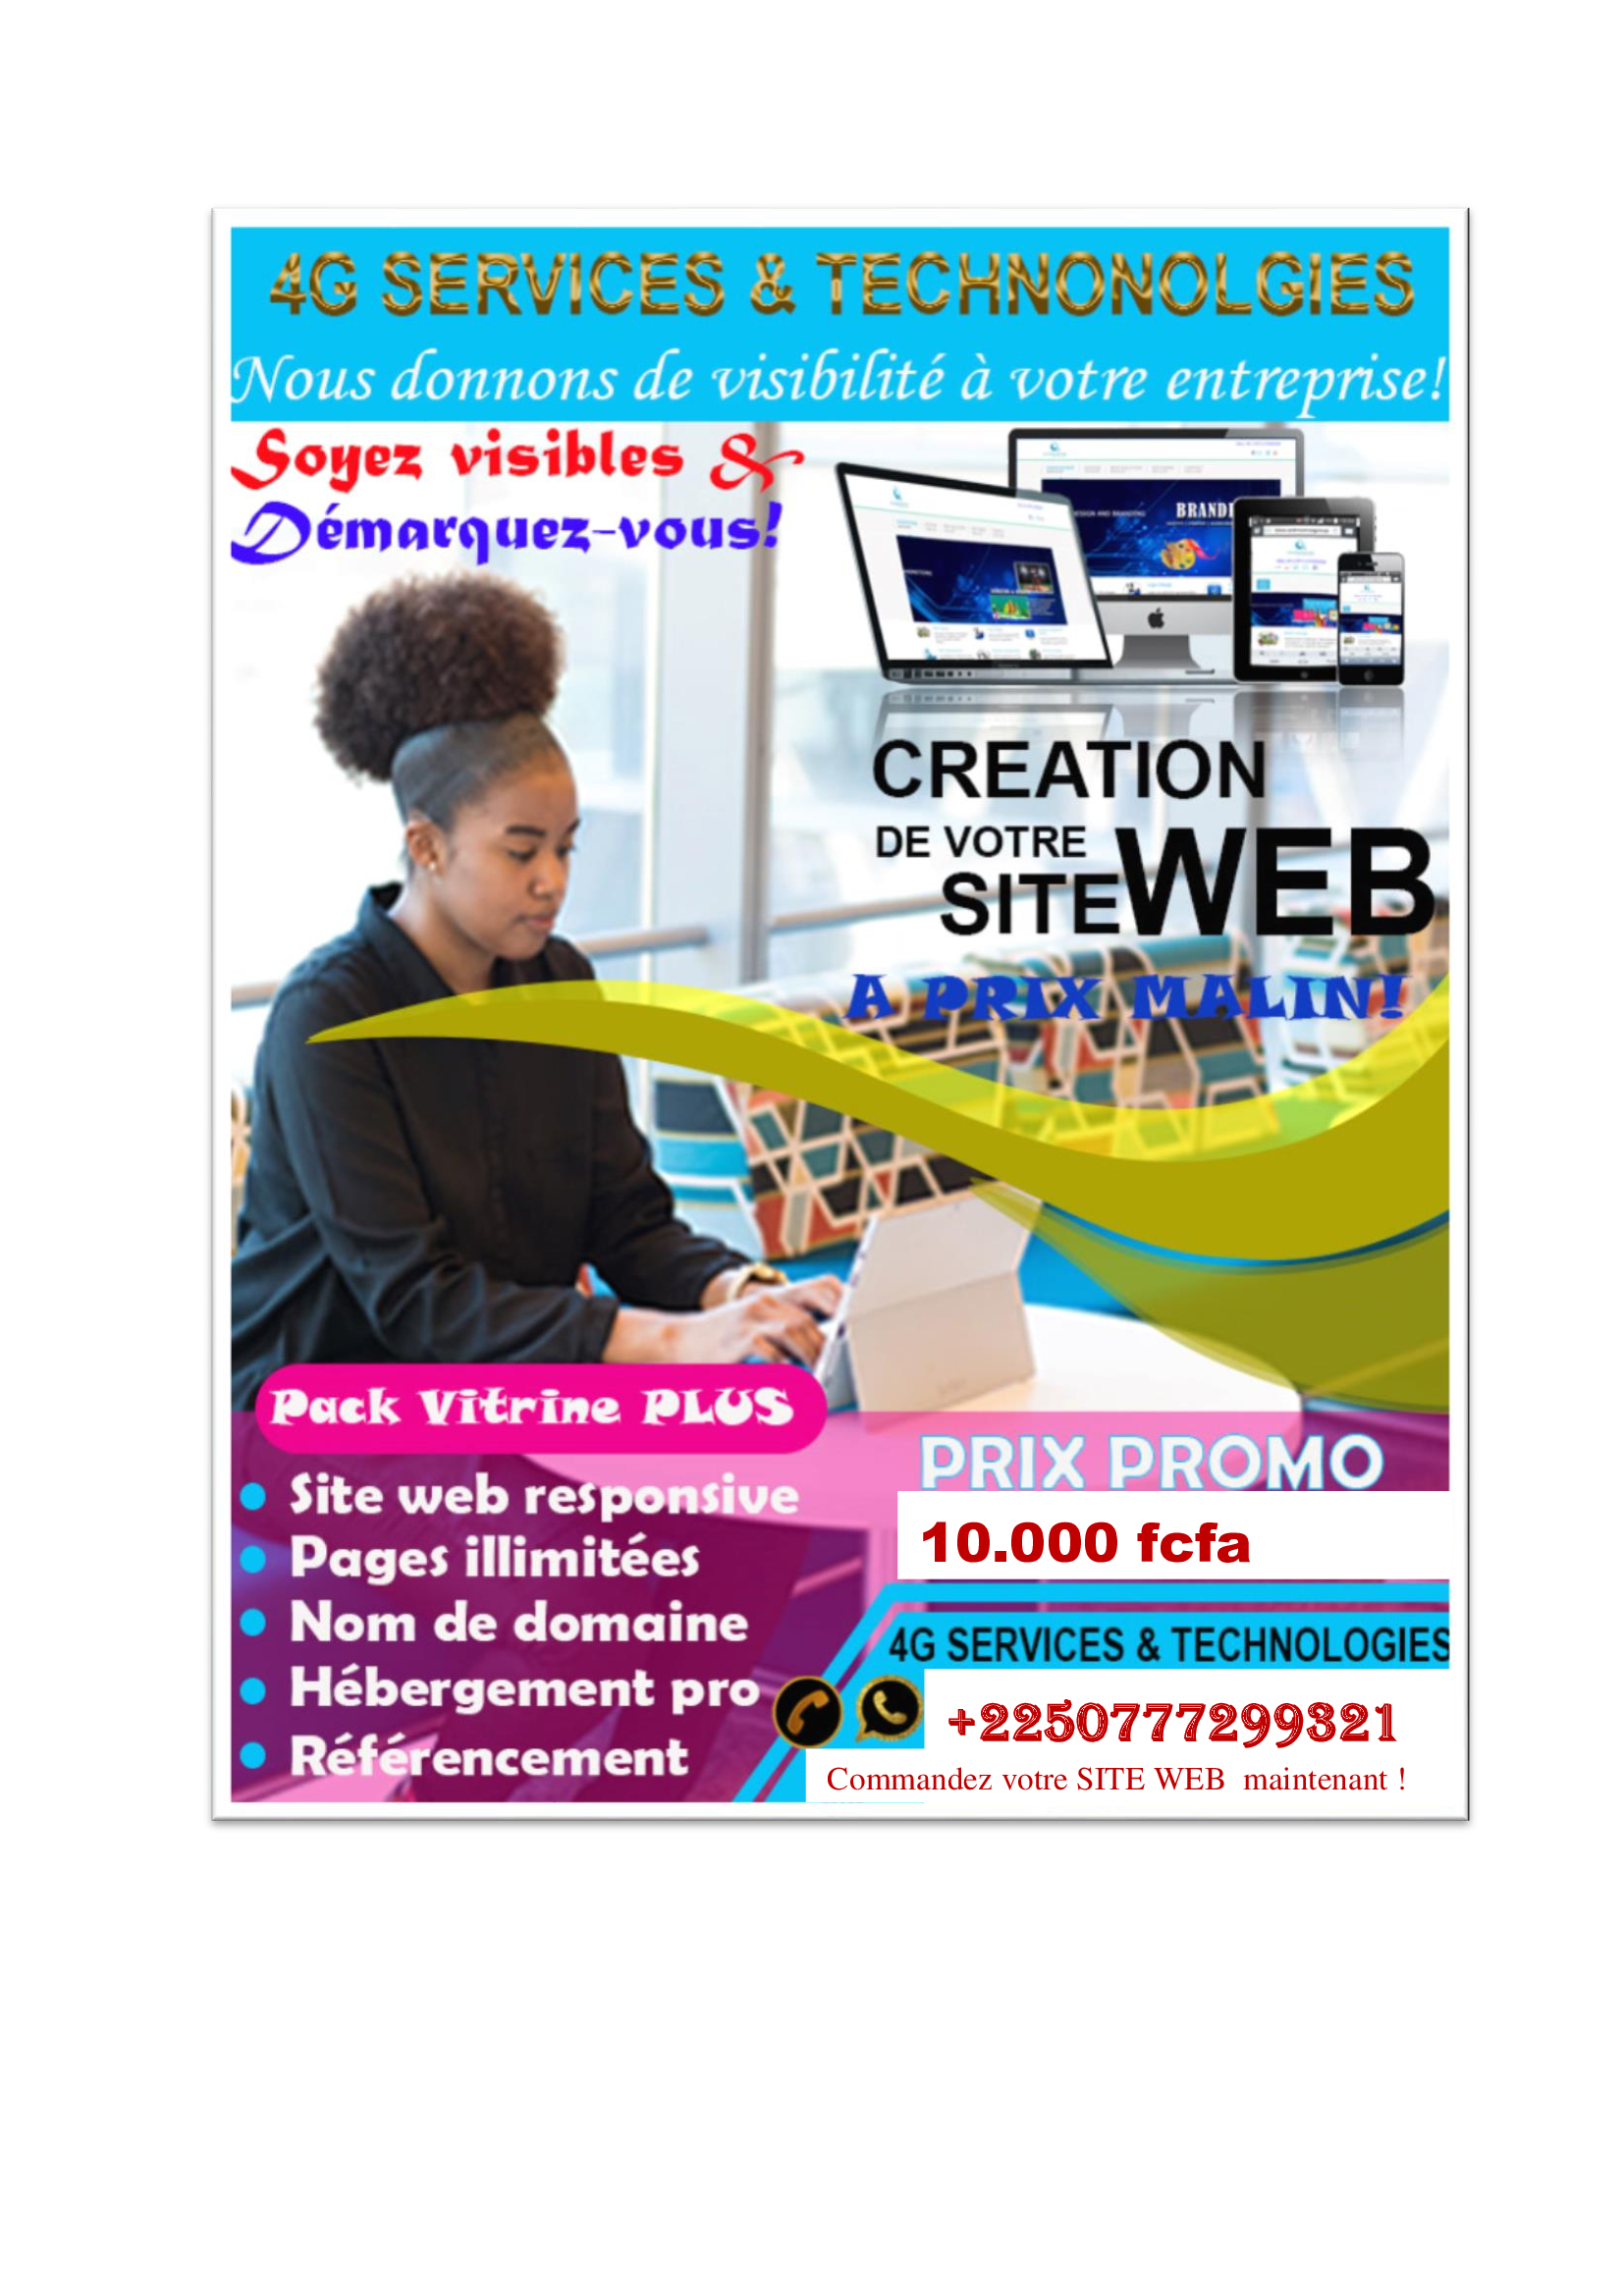 4G SERVICES & TECHNONOLGIES
Nous donnons de visibilité à votre entreprise!
Soyez visibles &
Démarquez-vous!
BRANDI
CREATION
DE VOTRE
SITE WEB
A PRIX MALIN!
Pack Vitrine PLUS
Site web responsive
Pages illimitées
Nom de domaine
Hébergement pro
Référencement
PRIX PROMO
10.000 fcfa
4G SERVICES & TECHNOLOGIES
+2250777299321
Commandez votre SITE WEB maintenant !